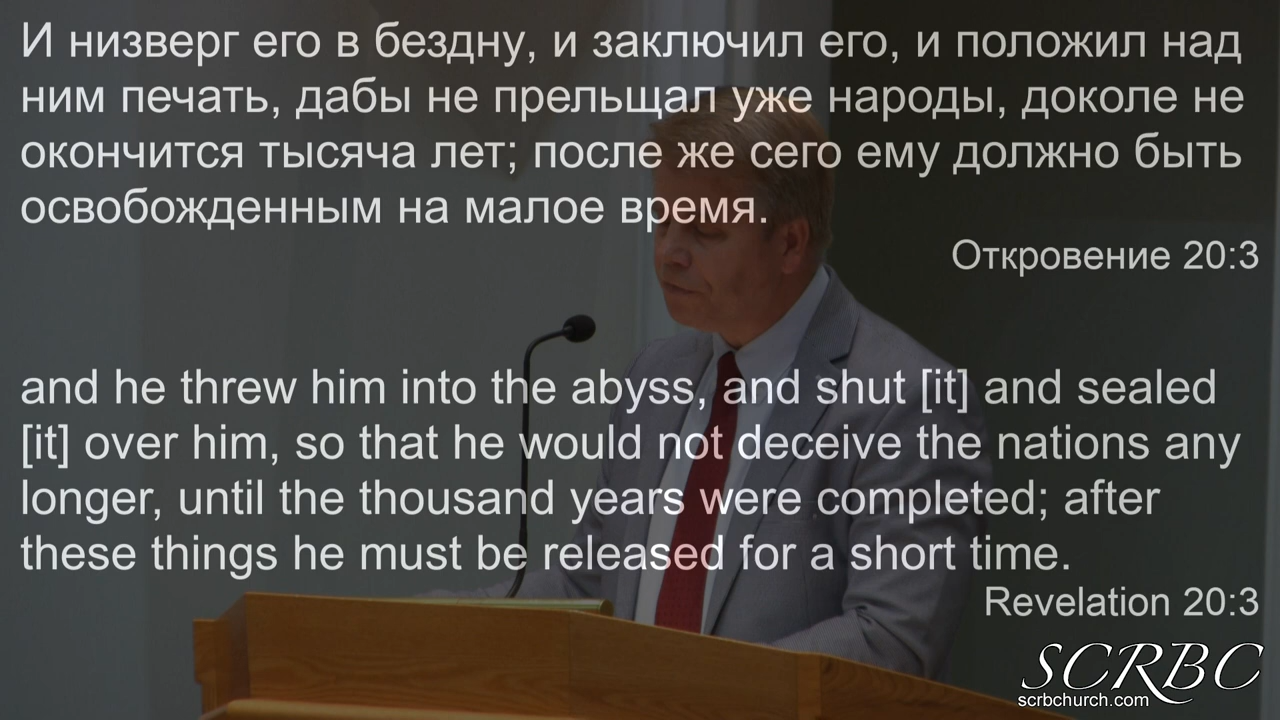 И низверг его в бездну, и заключил его, и положил над
ним печать, дабы не прельщал уже народы, доколе не
окончится тысяча лет; после же сего ему должно быть
освобожденным на малое время.
Откровение 20:3
and he threw him into the abyss, and shut [it] and sealed
[it] over him, so that he would not deceive the nations any
longer, until the thousand years were completed; after
these things he must be released for a short time.
Revelation 20:3
SCRBC
scrbchurch.com